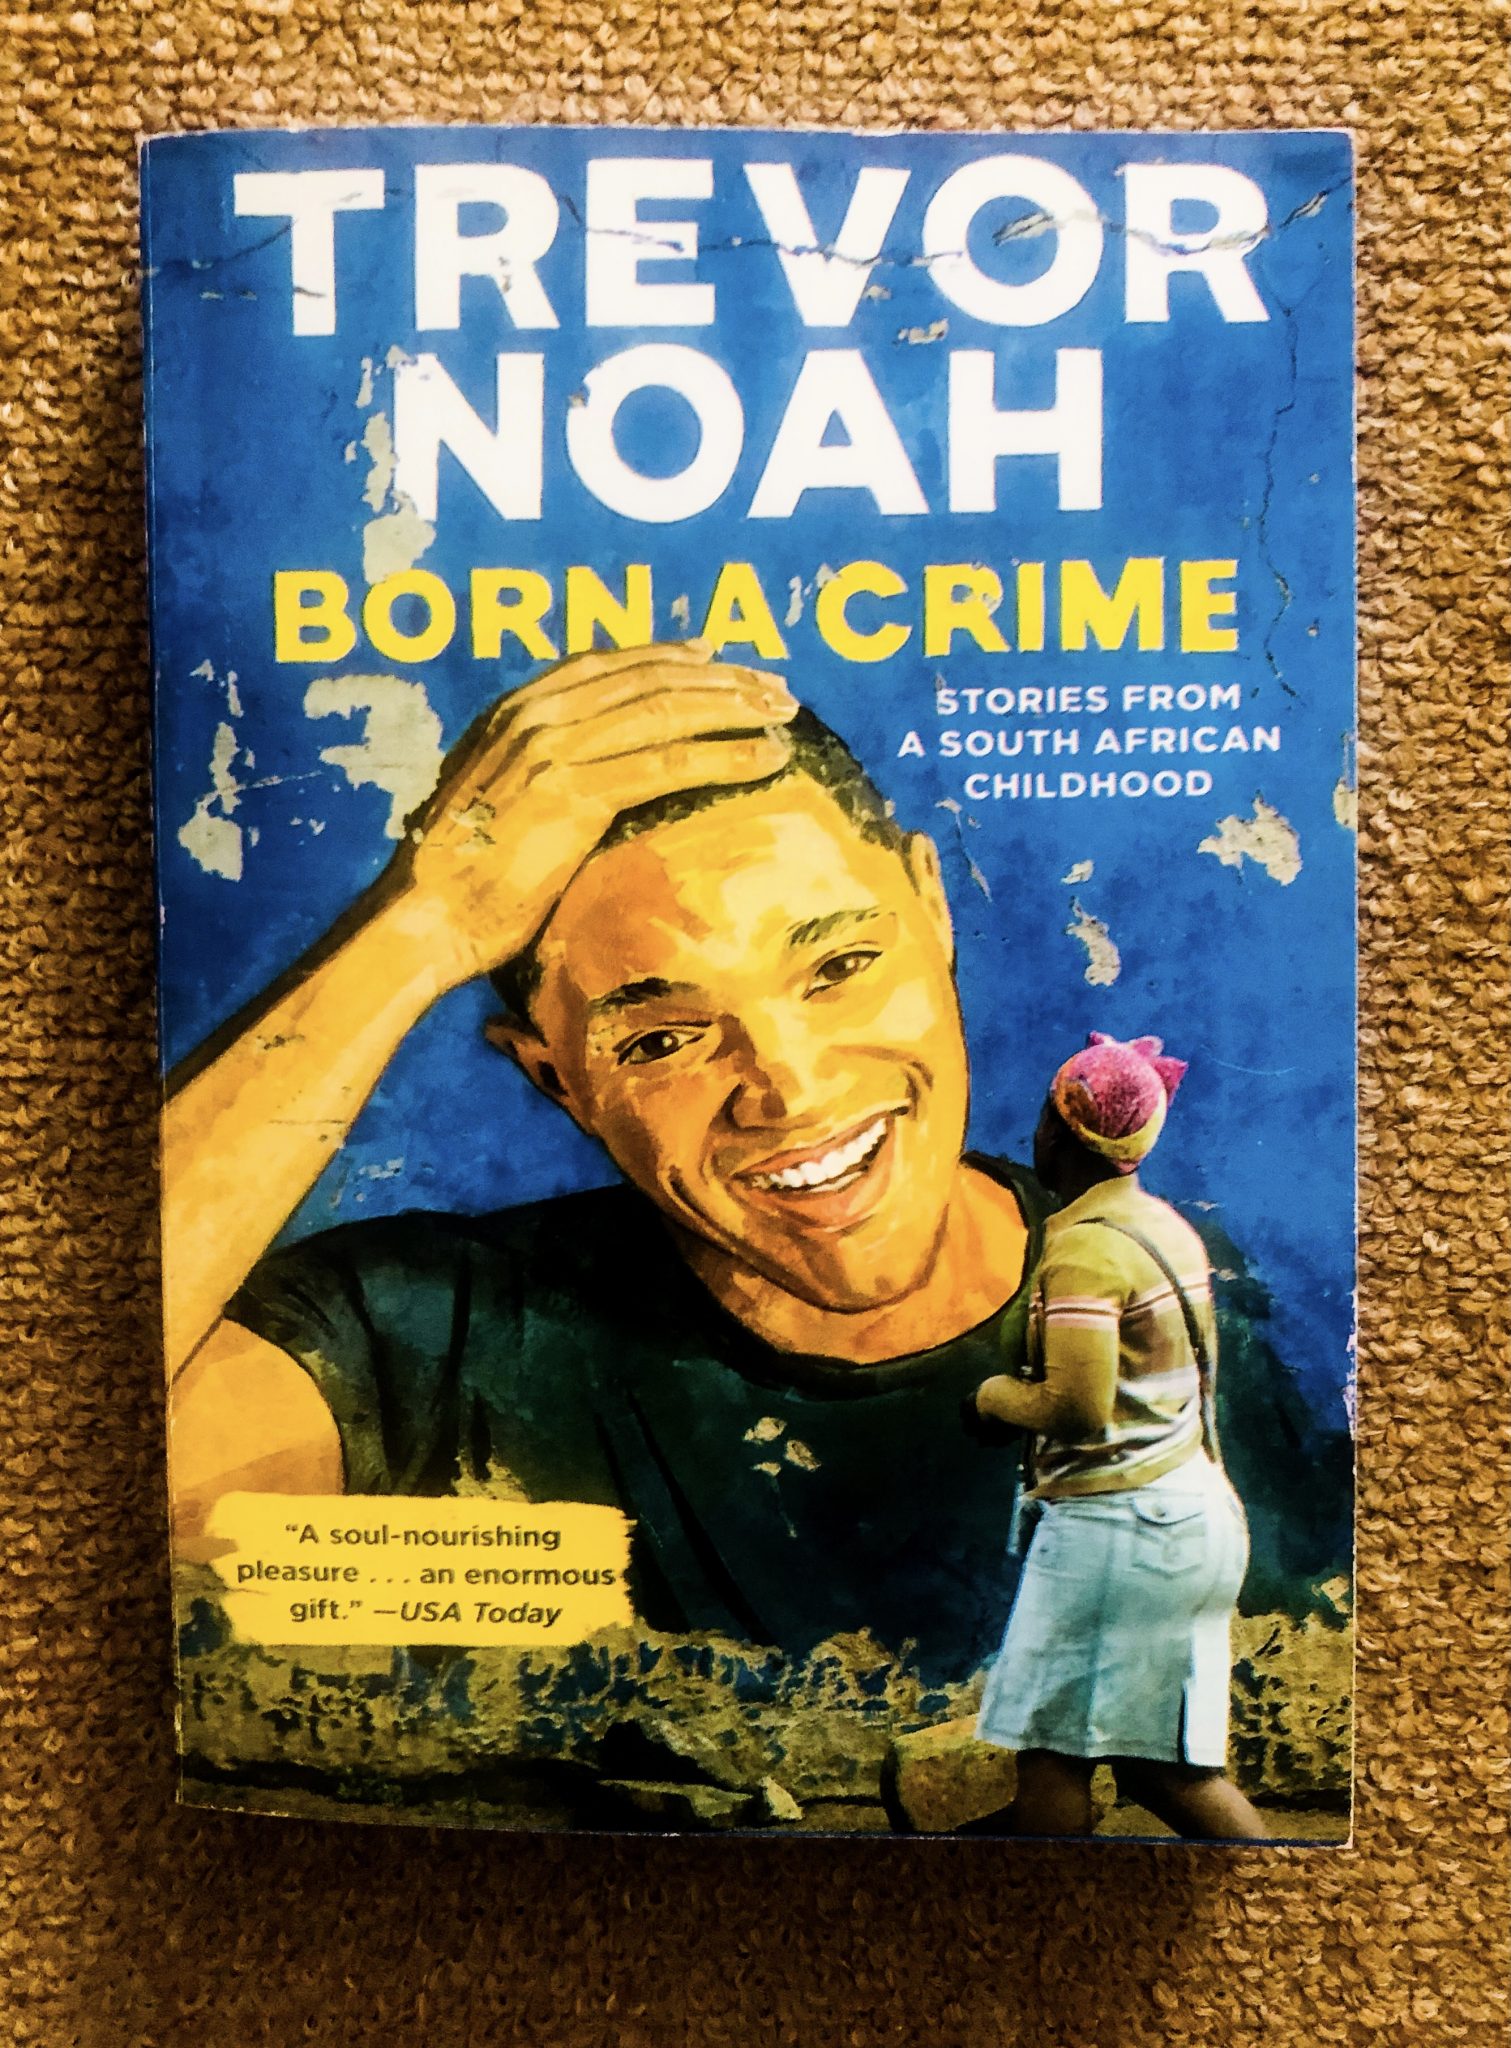 TREVOR
NOAH
BORN A CRIME
STORIES FROM
A SOUTH AFRICAN
CHILDHOOD
“A soul-nourishing
pleasure . . . an enormous
gift.” —USA Today